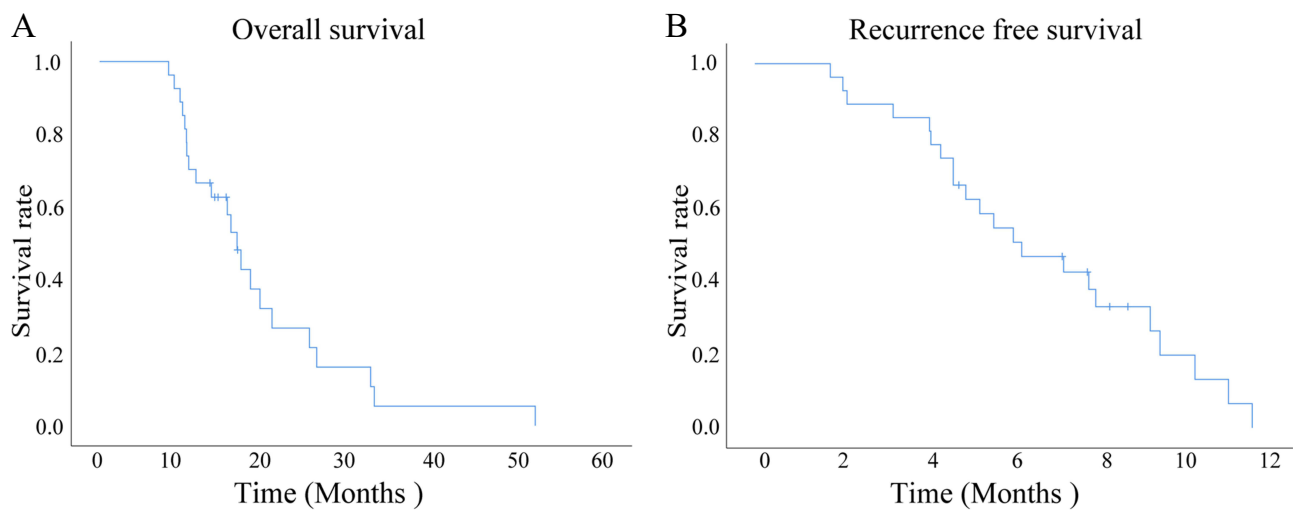 A
Overall survival
1.0
0.8
0.6
0.4
0.2
0.0
Survival rate
0 10 20 30 40 50 60
Time (Months )
B
Recurrence free survival
1.0
0.8
0.6
0.4
0.2
0.0
Survival rate
0 2 4 6 8 10 12
Time (Months )